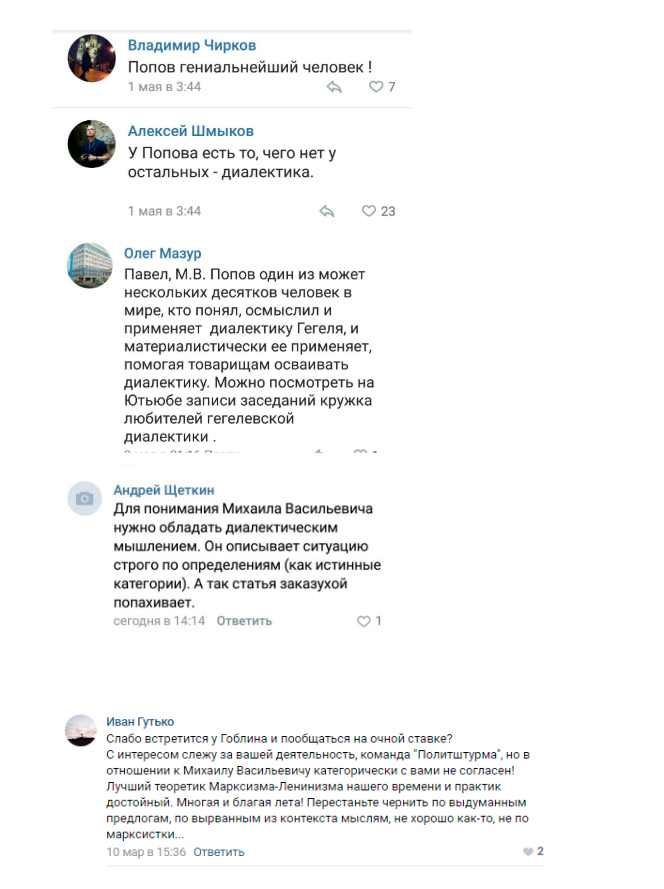 Владимир Чирков
Попов гениальнейший человек !
1 мая в 3:44
7
Алексей Шмыков
У Попова есть то, чего нет у
остальных - диалектика.
1 мая в 3:44
23
Олег Мазур
Павел, М.В. Попов один из может
нескольких десятков человек в
мире, кто понял, осмыслил и
применяет диалектику Гегеля, и
материалистически ее применяет,
помогая товарищам осваивать
диалектику. Можно посмотреть на
Ютьюбе записи заседаний кружка
любителей гегелевской
диалектики .
Андрей Щеткин
Для понимания Михаила Васильевича
нужно обладать диалектическим
мышлением. Он описывает ситуацию
строго по определениям (как истинные
категории). А так статья заказухой
попахивает.
сегодня в 14:14 Ответить 1
Иван Гутько
Слабо встретится у Гоблина и пообщаться на очной ставке?
С интересом слежу за вашей деятельность, команда "Политштурма", но в
отношении к Михаилу Васильевичу категорически с вами не согласен!
Лучший теоретик Марксизма-Ленинизма нашего времени и практик
достойный. Многая и благая лета! Перестаньте чернить по выдуманным
предлогам, по вырванным из контекста мыслям, не хорошо как-то, не по
марксистки...
10 мар в 15:36 Ответить 2